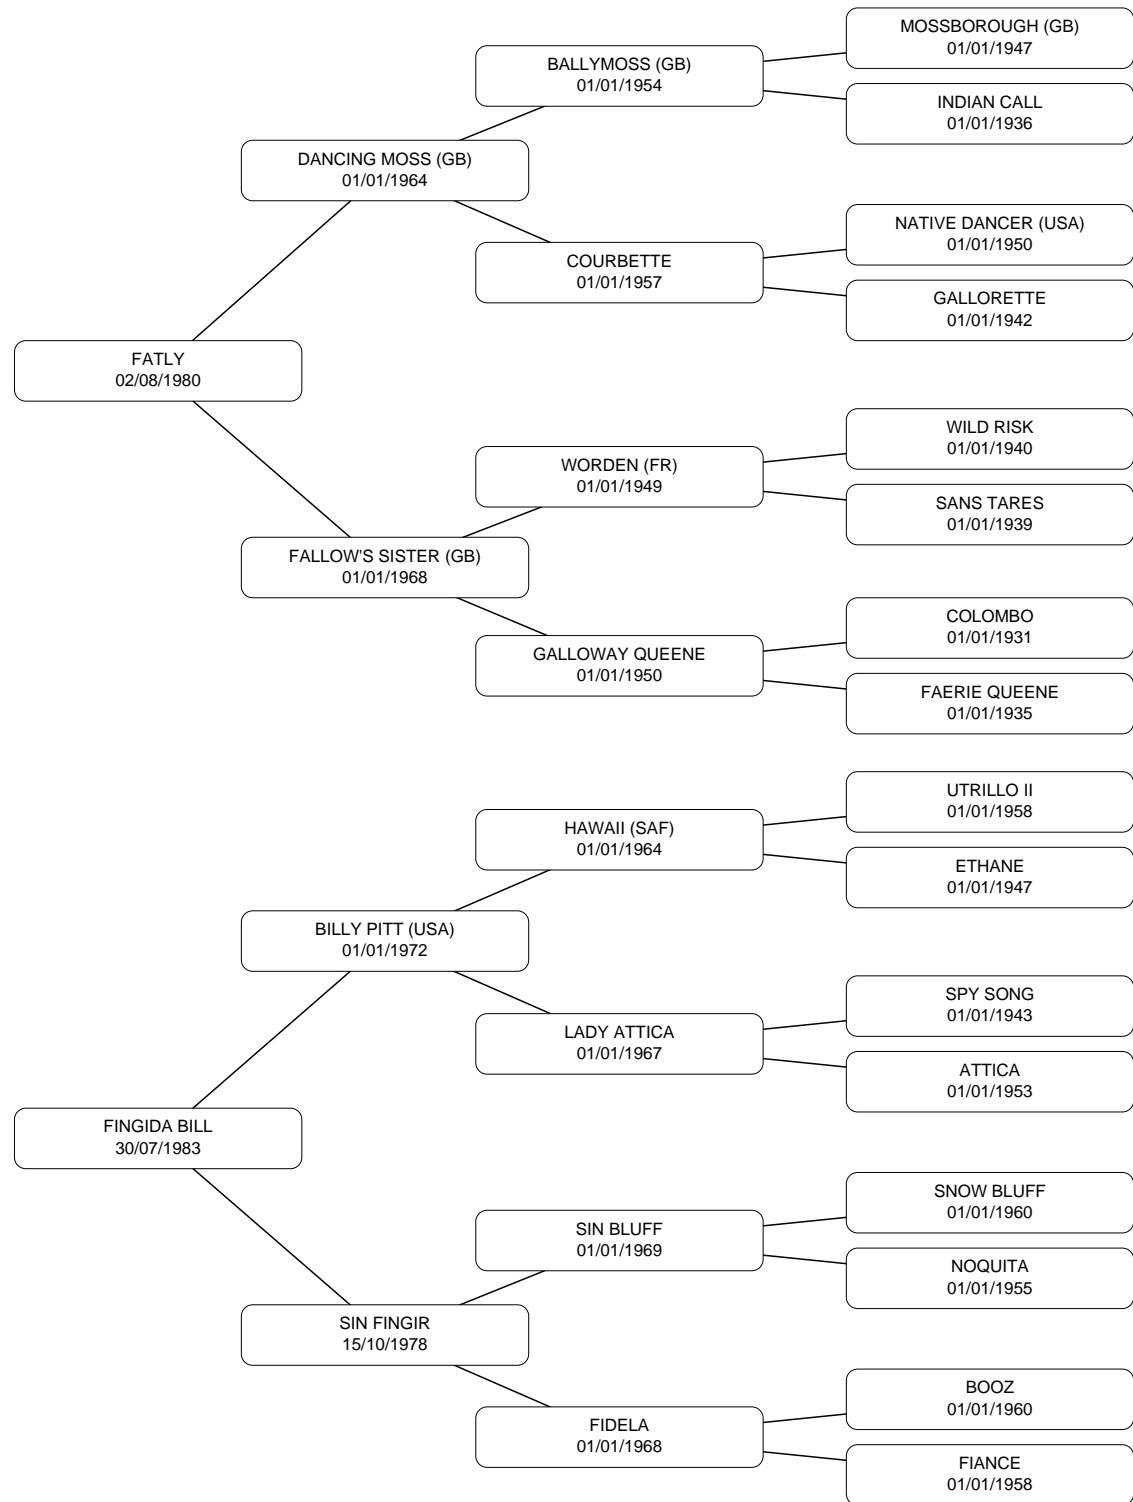 MOSSBOROUGH (GB)
01/01/1947
BALLYMOSS (GB)
01/01/1954
INDIAN CALL
01/01/1936
DANCING MOSS (GB)
01/01/1964
NATIVE DANCER (USA)
01/01/1950
COURBETTE
01/01/1957
GALLORETTE
01/01/1942
FATLY
02/08/1980
WILD RISK
01/01/1940
WORDEN (FR)
01/01/1949
SANS TARES
01/01/1939
FALLOW'S SISTER (GB)
01/01/1968
COLOMBO
01/01/1931
GALLOWAY QUEENE
01/01/1950
FAERIE QUEENE
01/01/1935
UTRILLO II
01/01/1958
HAWAII (SAF)
01/01/1964
ETHANE
01/01/1947
BILLY PITT (USA)
01/01/1972
SPY SONG
01/01/1943
LADY ATTICA
01/01/1967
ATTICA
01/01/1953
FINGIDA BILL
30/07/1983
SNOW BLUFF
01/01/1960
SIN BLUFF
01/01/1969
NOQUITA
01/01/1955
SIN FINGIR
15/10/1978
BOOZ
01/01/1960
FIDELA
01/01/1968
FIANCE
01/01/1958